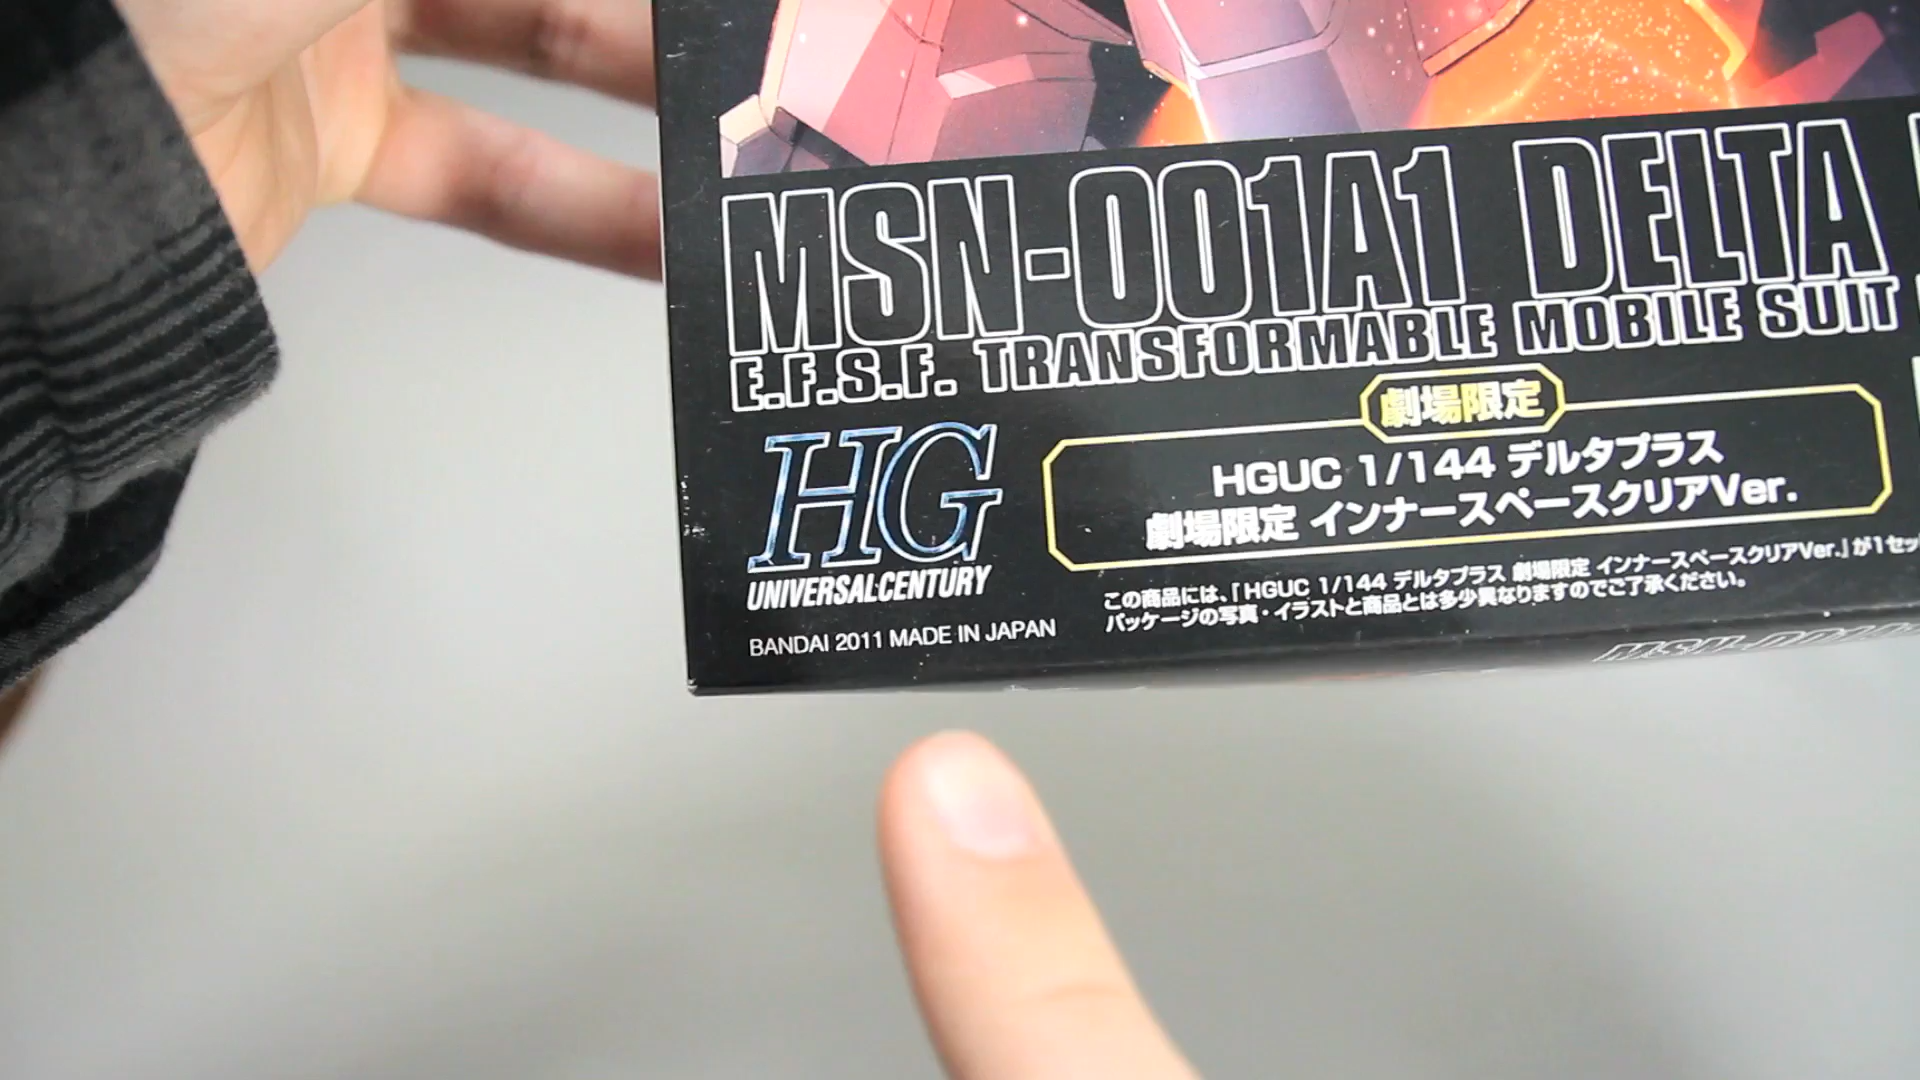 MSN-001A1 DELTA
E.F.S.F. TRANSFORMABLE MOBILE SUIT
劇場限定
HGUC 1/144 デルタプラス
劇場限定 インナースペースクリアVer.
HG
UNIVERSAL CENTURY
この商品には、「HGUC 1/144 デルタプラス 劇場限定 インナースペースクリアVer.」が1セッ
パッケージの写真・イラストと商品とは多少異なりますのでご了承ください。
BANDAI 2011 MADE IN JAPAN